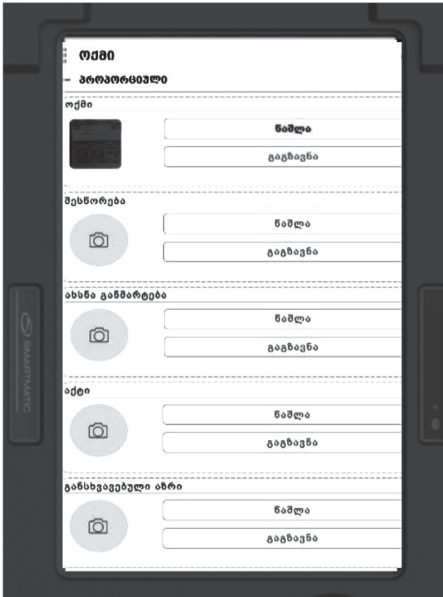 ოქმი
პროპორციული
ოქმი
წაშლა
გაგზავნა
შესწორება
წაშლა
გაგზავნა
ახსნა განმარტება
წაშლა
გაგზავნა
აქტი
წაშლა
გაგზავნა
განსხვავებული აზრი
წაშლა
გაგზავნა
SMARTMATIC